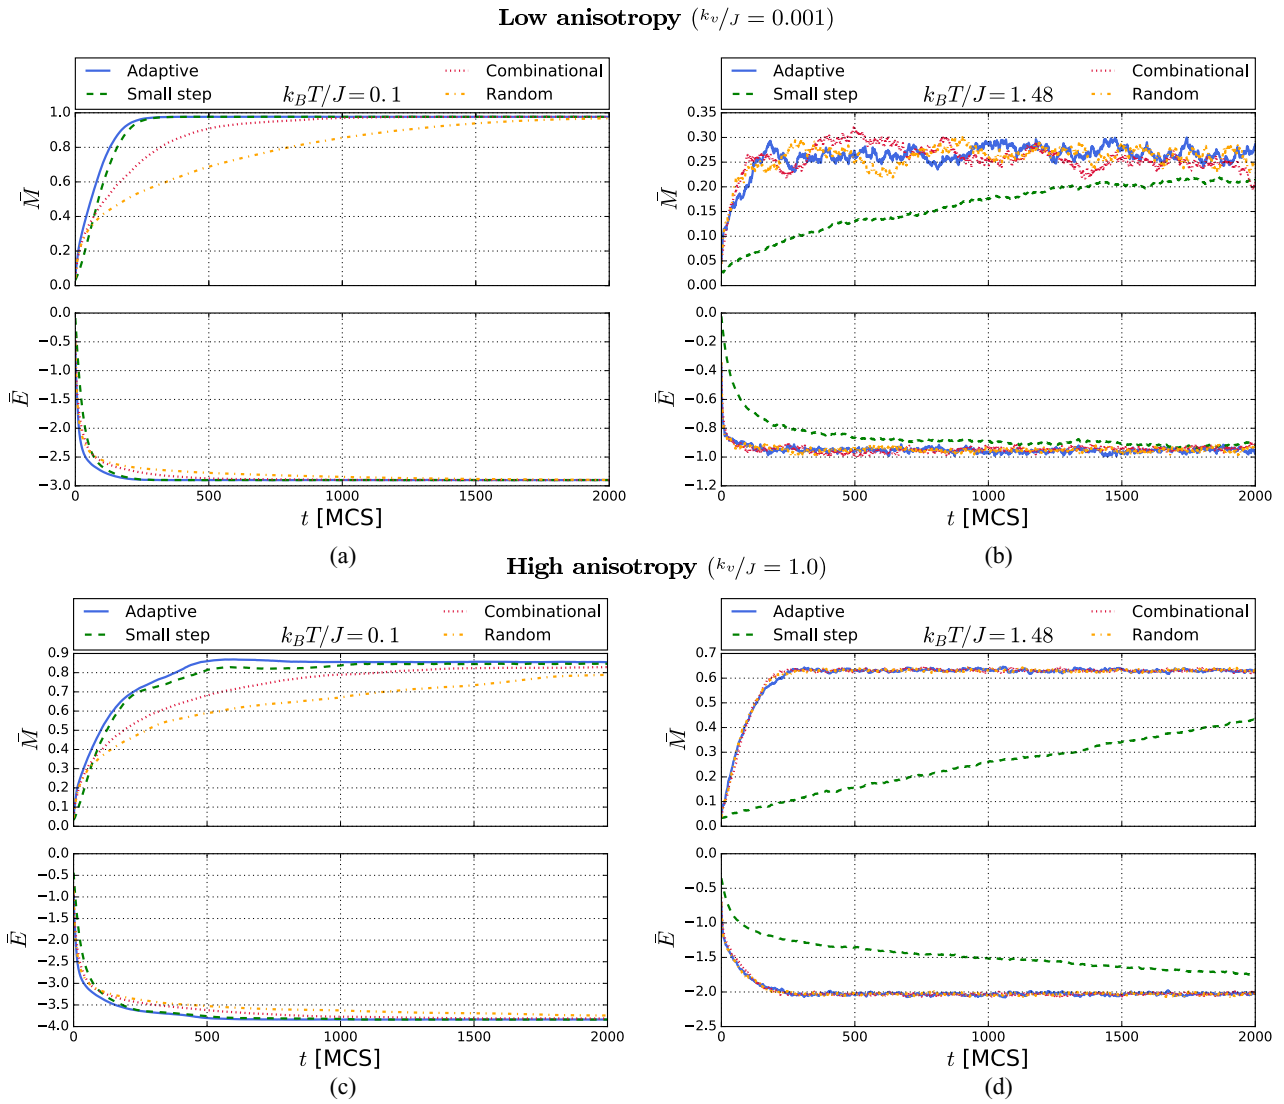 Low anisotropy (k_v/J = 0.001)
Adaptive
Small step
Combinational
Random
k_BT/J = 0.1
1.0
0.8
0.6
0.4
0.2
0.0
M̄
0.0
−0.5
−1.0
−1.5
−2.0
−2.5
−3.0
Ē
0 500 1000 1500 2000
t [MCS]
(a)
Adaptive
Small step
Combinational
Random
k_BT/J = 1.48
0.35
0.30
0.25
0.20
0.15
0.10
0.05
0.00
M̄
0.0
−0.2
−0.4
−0.6
−0.8
−1.0
−1.2
Ē
0 500 1000 1500 2000
t [MCS]
(b)
High anisotropy (k_v/J = 1.0)
Adaptive
Small step
Combinational
Random
k_BT/J = 0.1
0.9
0.8
0.7
0.6
0.5
0.4
0.3
0.2
0.1
0.0
M̄
0.0
−0.5
−1.0
−1.5
−2.0
−2.5
−3.0
−3.5
−4.0
Ē
0 500 1000 1500 2000
t [MCS]
(c)
Adaptive
Small step
Combinational
Random
k_BT/J = 1.48
0.7
0.6
0.5
0.4
0.3
0.2
0.1
0.0
M̄
0.0
−0.5
−1.0
−1.5
−2.0
−2.5
Ē
0 500 1000 1500 2000
t [MCS]
(d)